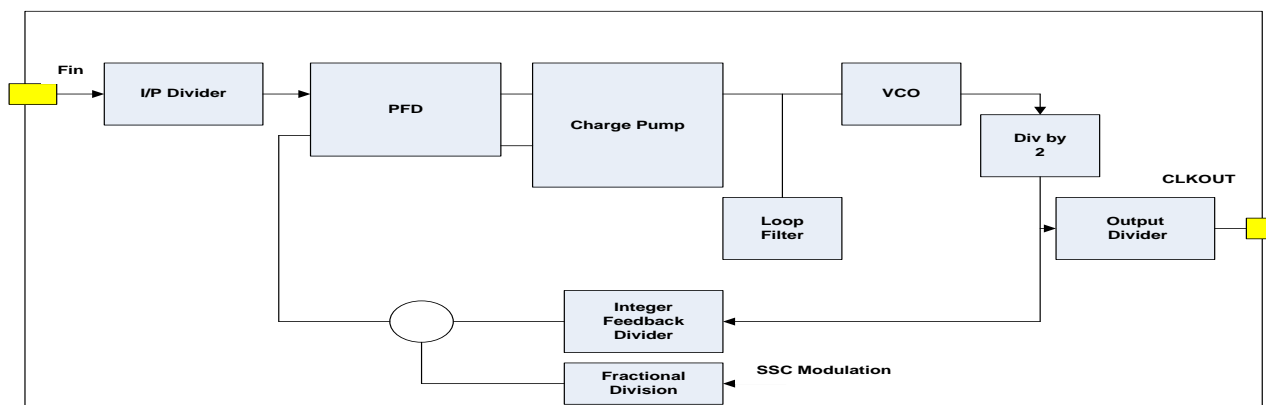 Fin
I/P Divider
PFD
Charge Pump
VCO
Div by
2
CLKOUT
Loop
Filter
Output
Divider
Integer
Feedback
Divider
Fractional
Division
SSC Modulation